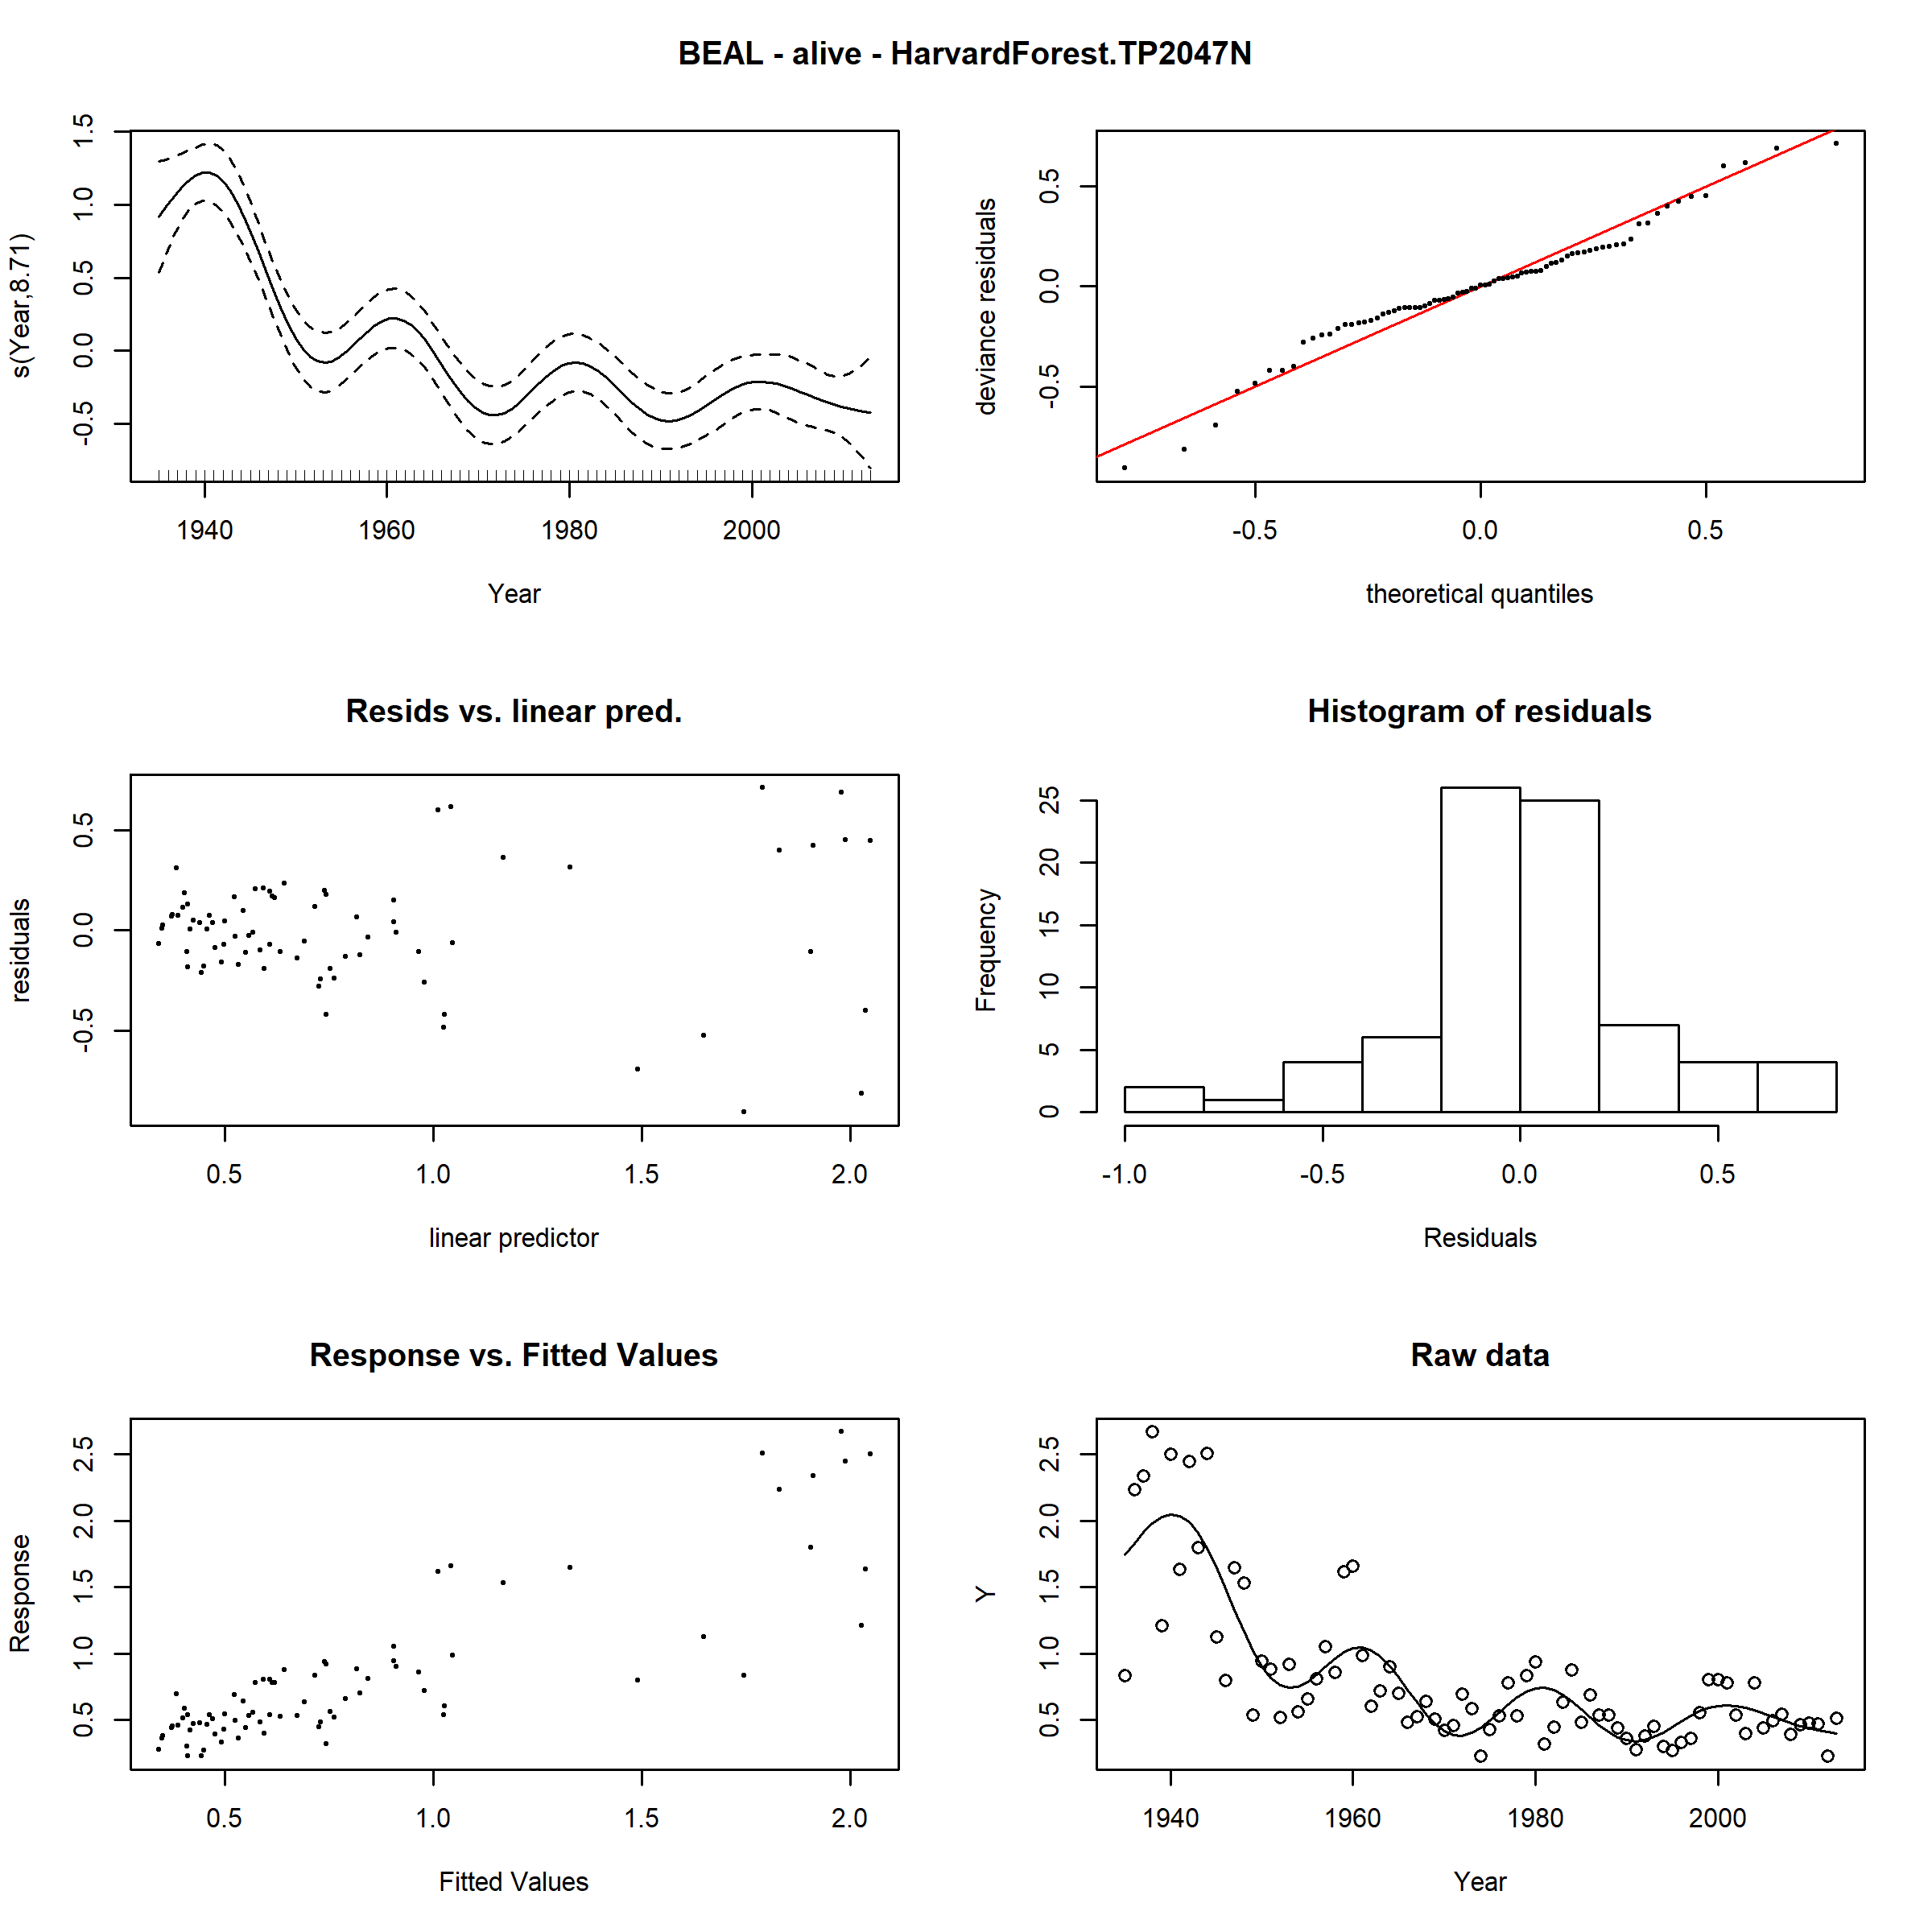 BEAL - alive - HarvardForest.TP2047N
s(Year,8.71)
1.5
1.0
0.5
0.0
-0.5
1940 1960 1980 2000
Year
deviance residuals
0.5
0.0
-0.5
-0.5 0.0 0.5
theoretical quantiles
Resids vs. linear pred.
residuals
0.5
0.0
-0.5
0.5 1.0 1.5 2.0
linear predictor
Histogram of residuals
Frequency
25
20
15
10
5
0
-1.0 -0.5 0.0 0.5
Residuals
Response vs. Fitted Values
Response
2.5
2.0
1.5
1.0
0.5
0.5 1.0 1.5 2.0
Fitted Values
Raw data
Y
2.5
2.0
1.5
1.0
0.5
1940 1960 1980 2000
Year